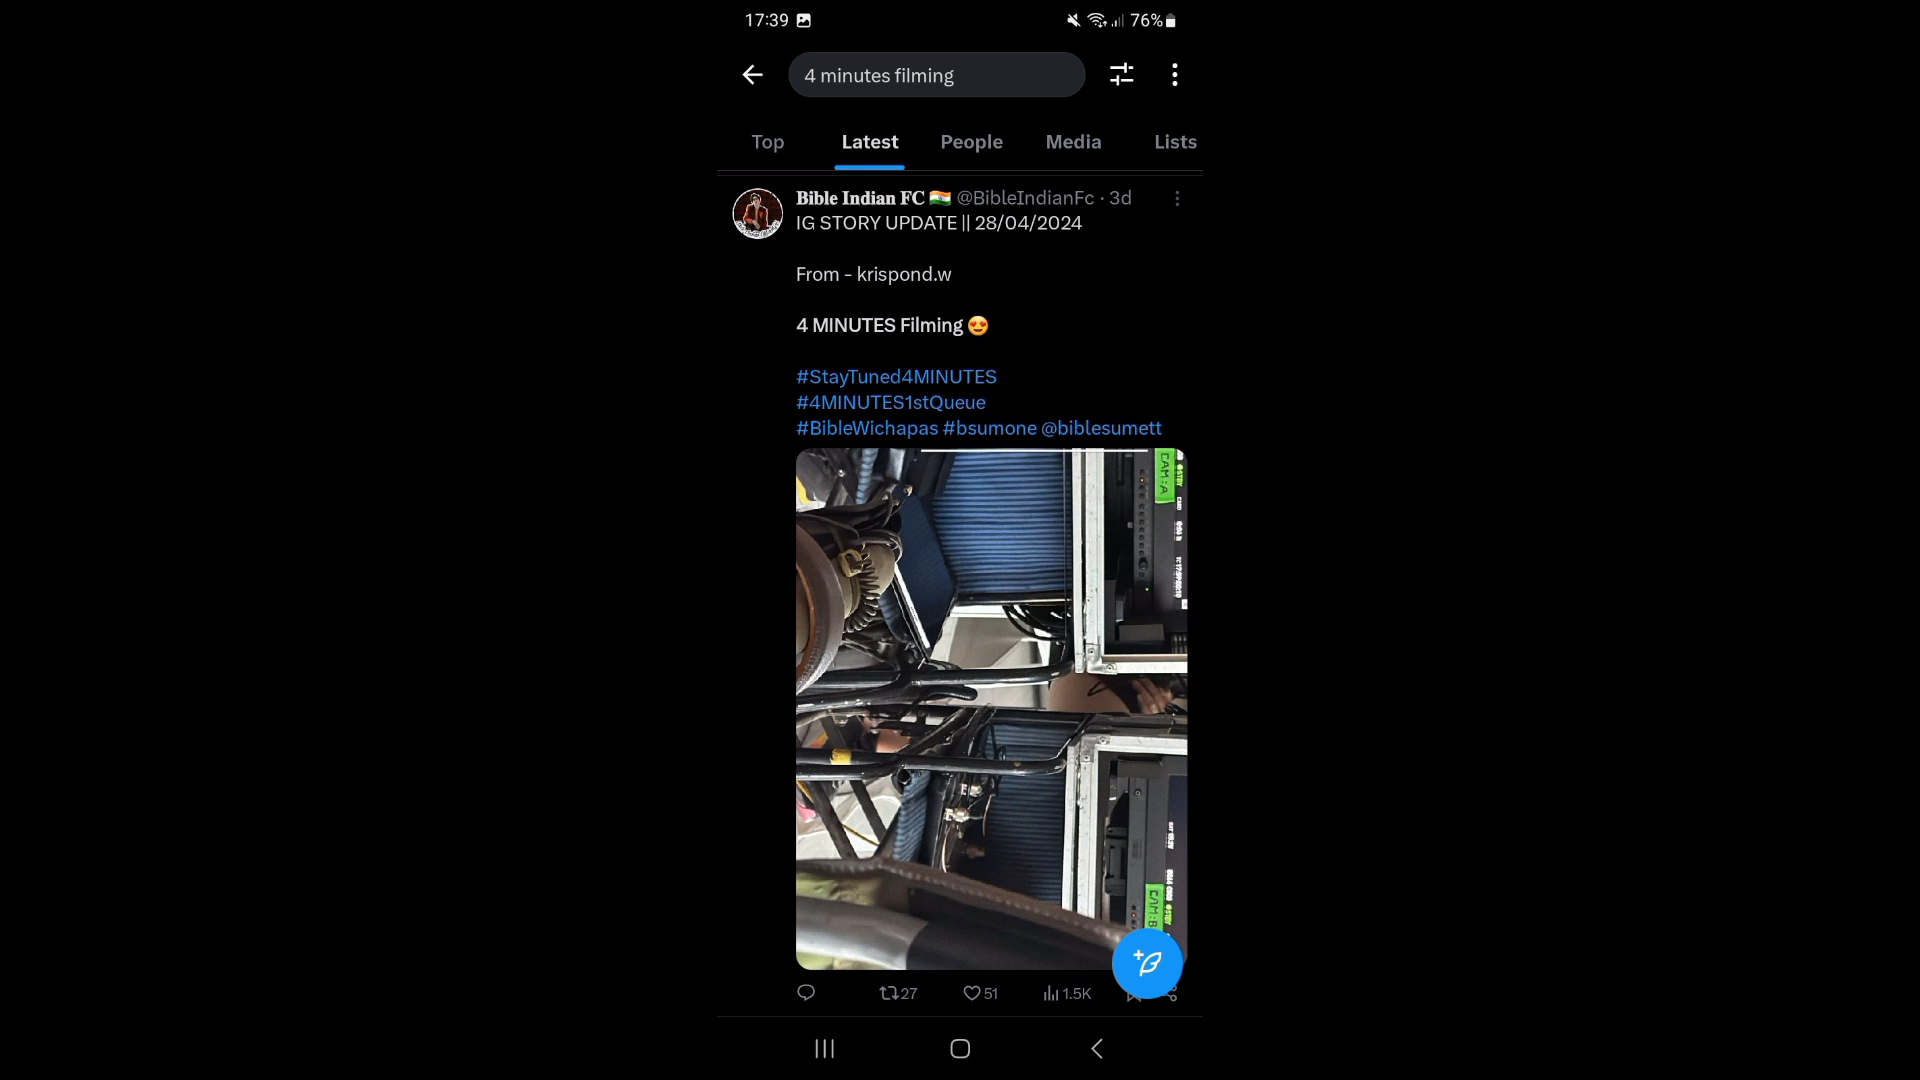 17:39 76%
4 minutes filming
Top Latest People Media Lists
Bible Indian FC 🇮🇳 @BibleIndianFc · 3d
IG STORY UPDATE || 28/04/2024
From - krispond.w
4 MINUTES Filming 😍
#StayTuned4MINUTES
#4MINUTES1stQueue
#BibleWichapas #bsumone @biblesumett
CAM:A
CAM:B
27 51 1.5K